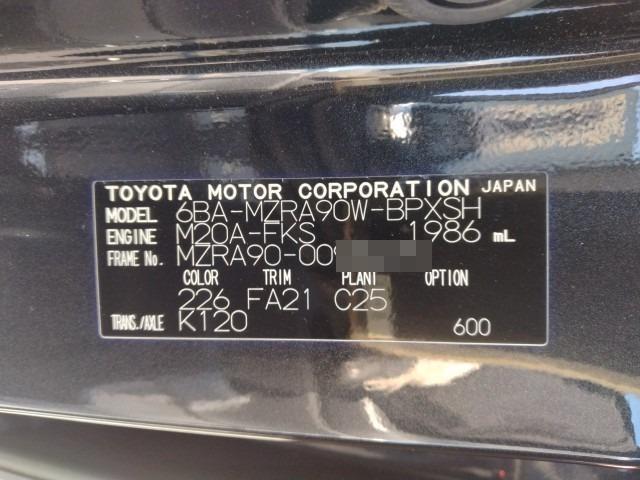 TOYOTA MOTOR CORPORATION JAPAN
MODEL 6BA-MZRA90W-BPXSH
ENGINE M20A-FKS 1986 mL
FRAME No. MZRA90-009
COLOR TRIM PLANT OPTION
226 FA21 C25
TRANS./AXLE K120 600